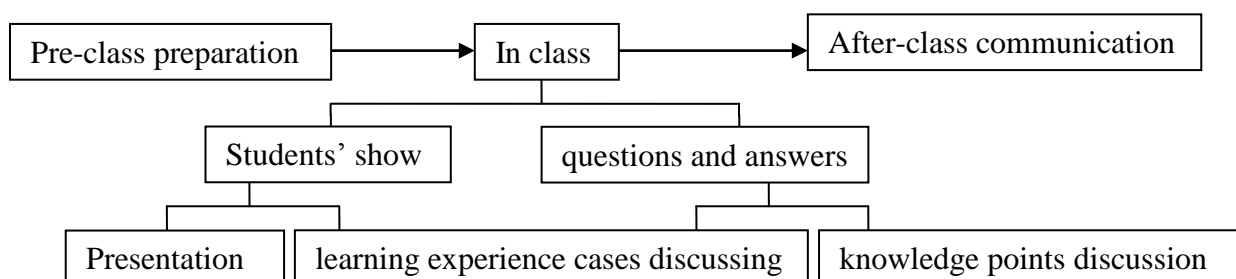 Pre-class preparation
In class
After-class communication
Students’ show
questions and answers
Presentation
learning experience cases discussing
knowledge points discussion